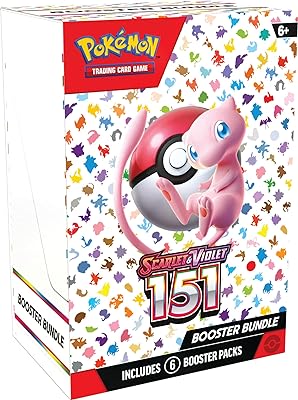 POKÉMON
TRADING CARD GAME
6+
SCARLET & VIOLET
151
BOOSTER BUNDLE
INCLUDES 6 BOOSTER PACKS
BOOSTER BUNDLE